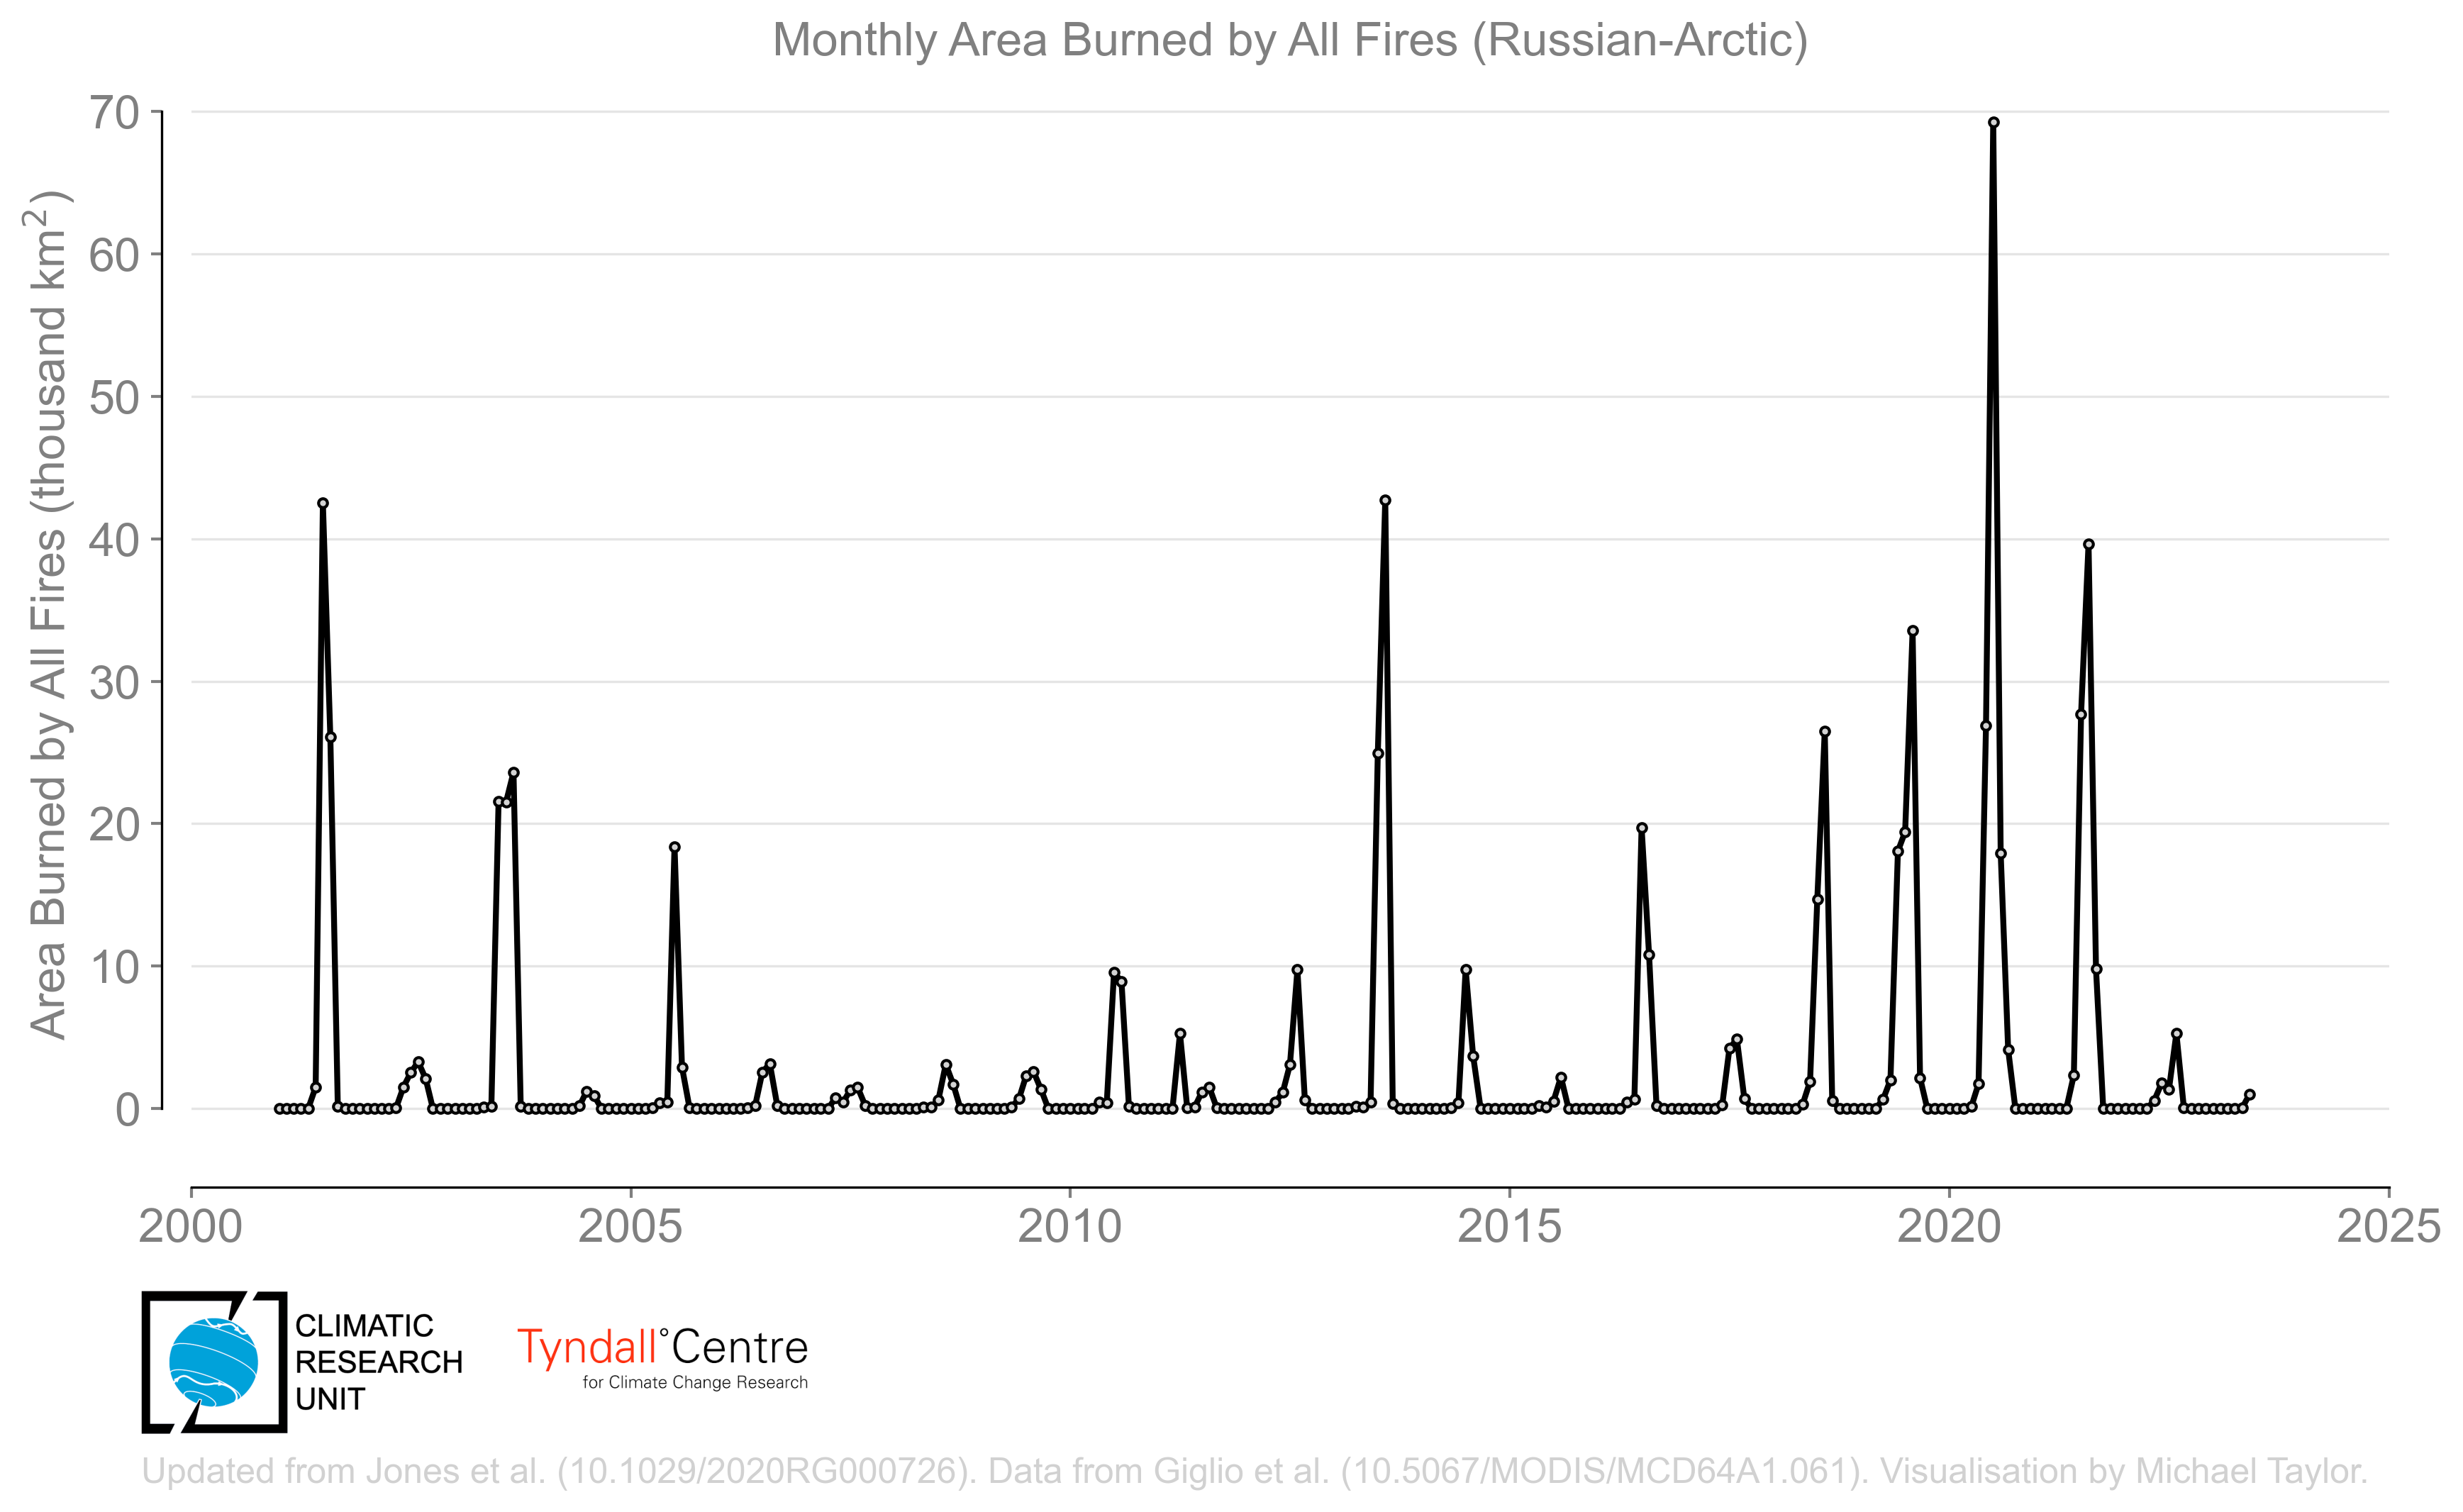 Monthly Area Burned by All Fires (Russian-Arctic)
Area Burned by All Fires (thousand km²)
70
60
50
40
30
20
10
0
2000 2005 2010 2015 2020 2025
CLIMATIC
RESEARCH
UNIT
Tyndall°Centre
for Climate Change Research
Updated from Jones et al. (10.1029/2020RG000726). Data from Giglio et al. (10.5067/MODIS/MCD64A1.061). Visualisation by Michael Taylor.